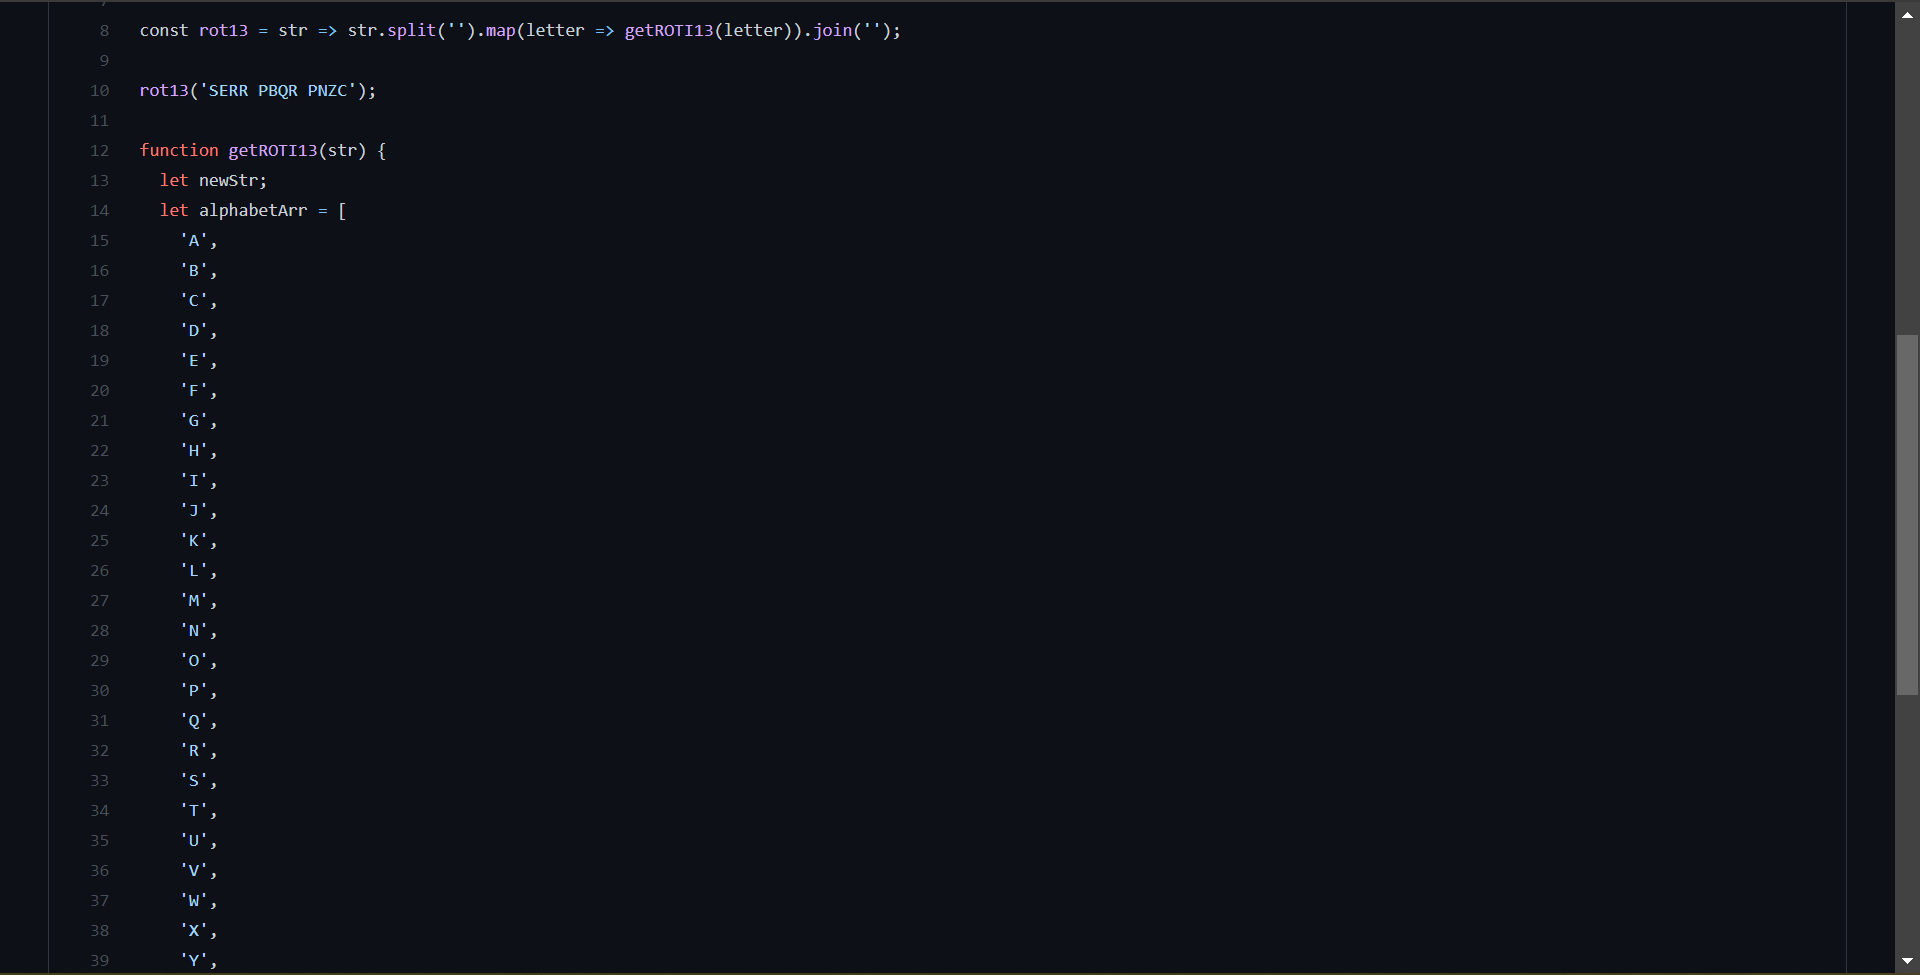 8 const rot13 = str => str.split('').map(letter => getROTI13(letter)).join('');
9
10 rot13('SERR PBQR PNZC');
11
12 function getROTI13(str) {
13 let newStr;
14 let alphabetArr = [
15 'A',
16 'B',
17 'C',
18 'D',
19 'E',
20 'F',
21 'G',
22 'H',
23 'I',
24 'J',
25 'K',
26 'L',
27 'M',
28 'N',
29 'O',
30 'P',
31 'Q',
32 'R',
33 'S',
34 'T',
35 'U',
36 'V',
37 'W',
38 'X',
39 'Y',